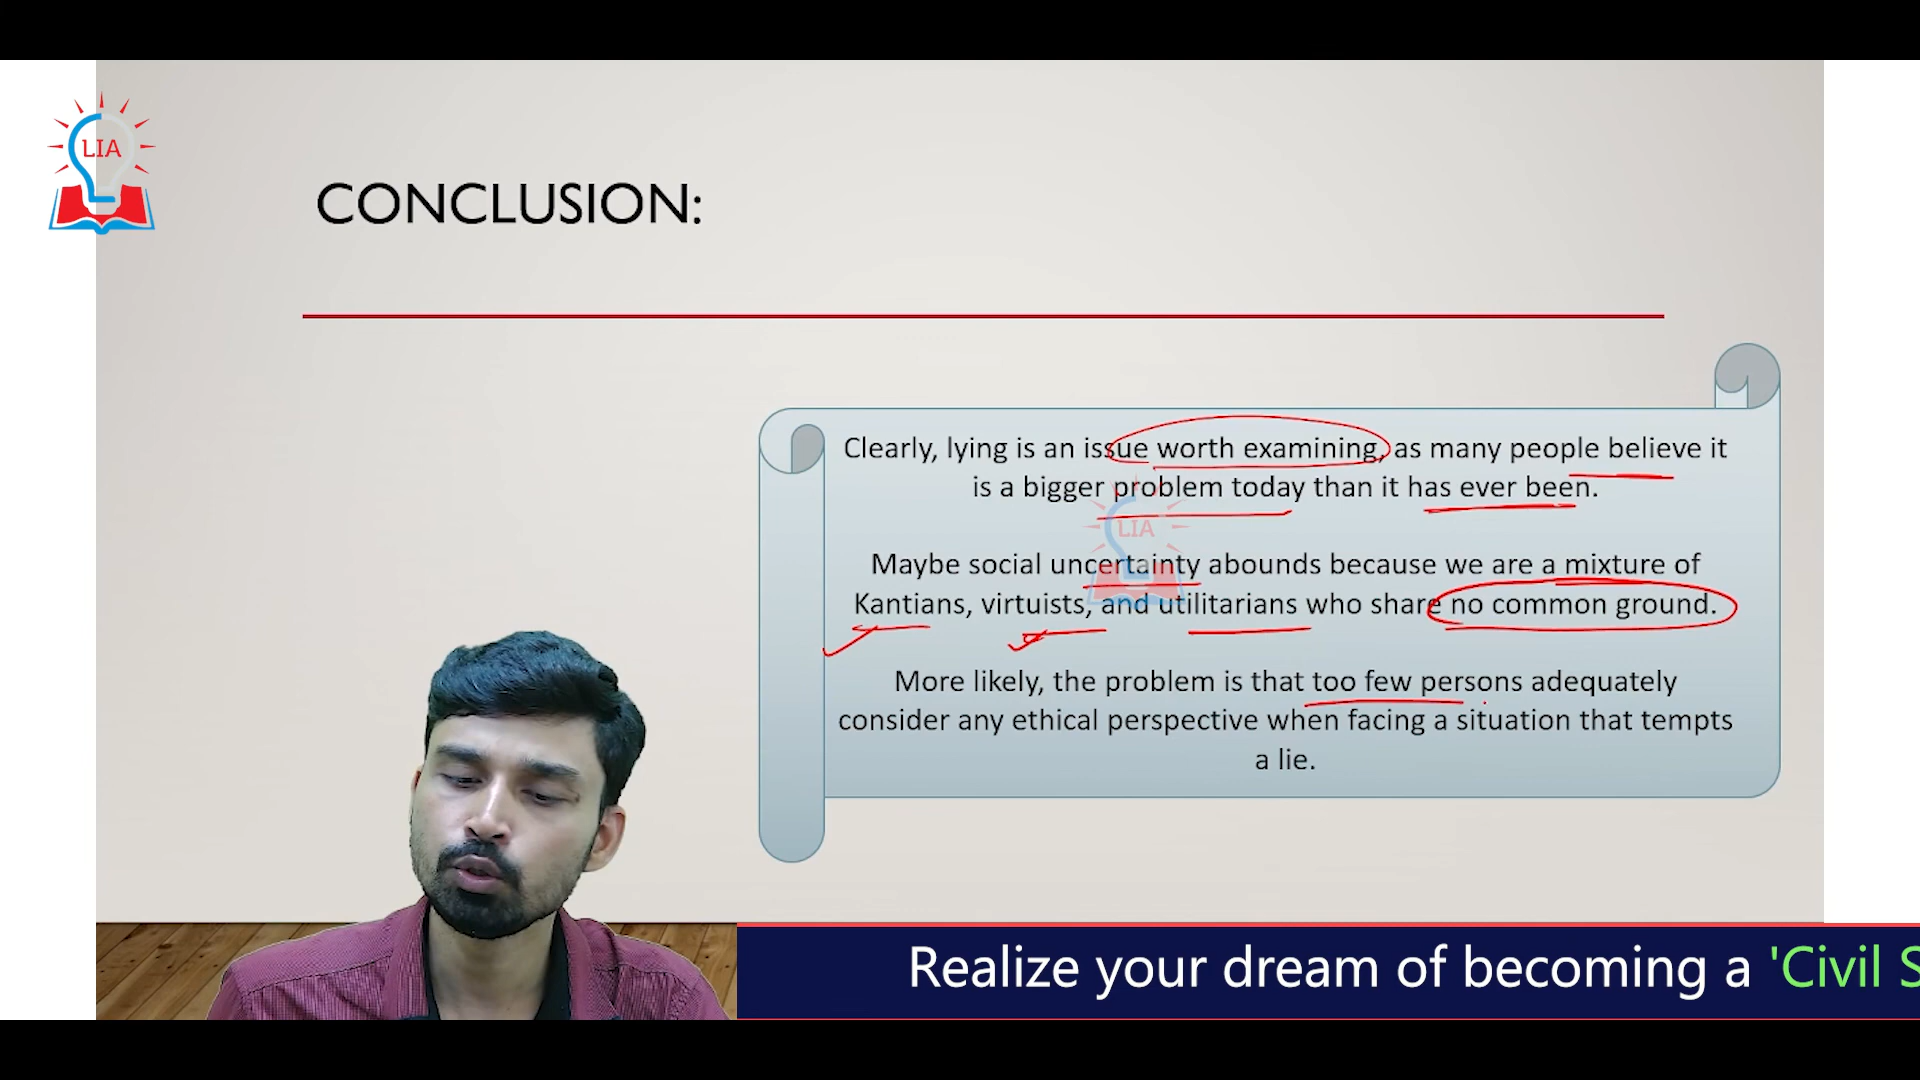 LIA
CONCLUSION:
Clearly, lying is an issue worth examining, as many people believe it
is a bigger problem today than it has ever been.
LIA
Maybe social uncertainty abounds because we are a mixture of
Kantians, virtuists, and utilitarians who share no common ground.
More likely, the problem is that too few persons adequately
consider any ethical perspective when facing a situation that tempts
a lie.
Realize your dream of becoming a 'Civil S